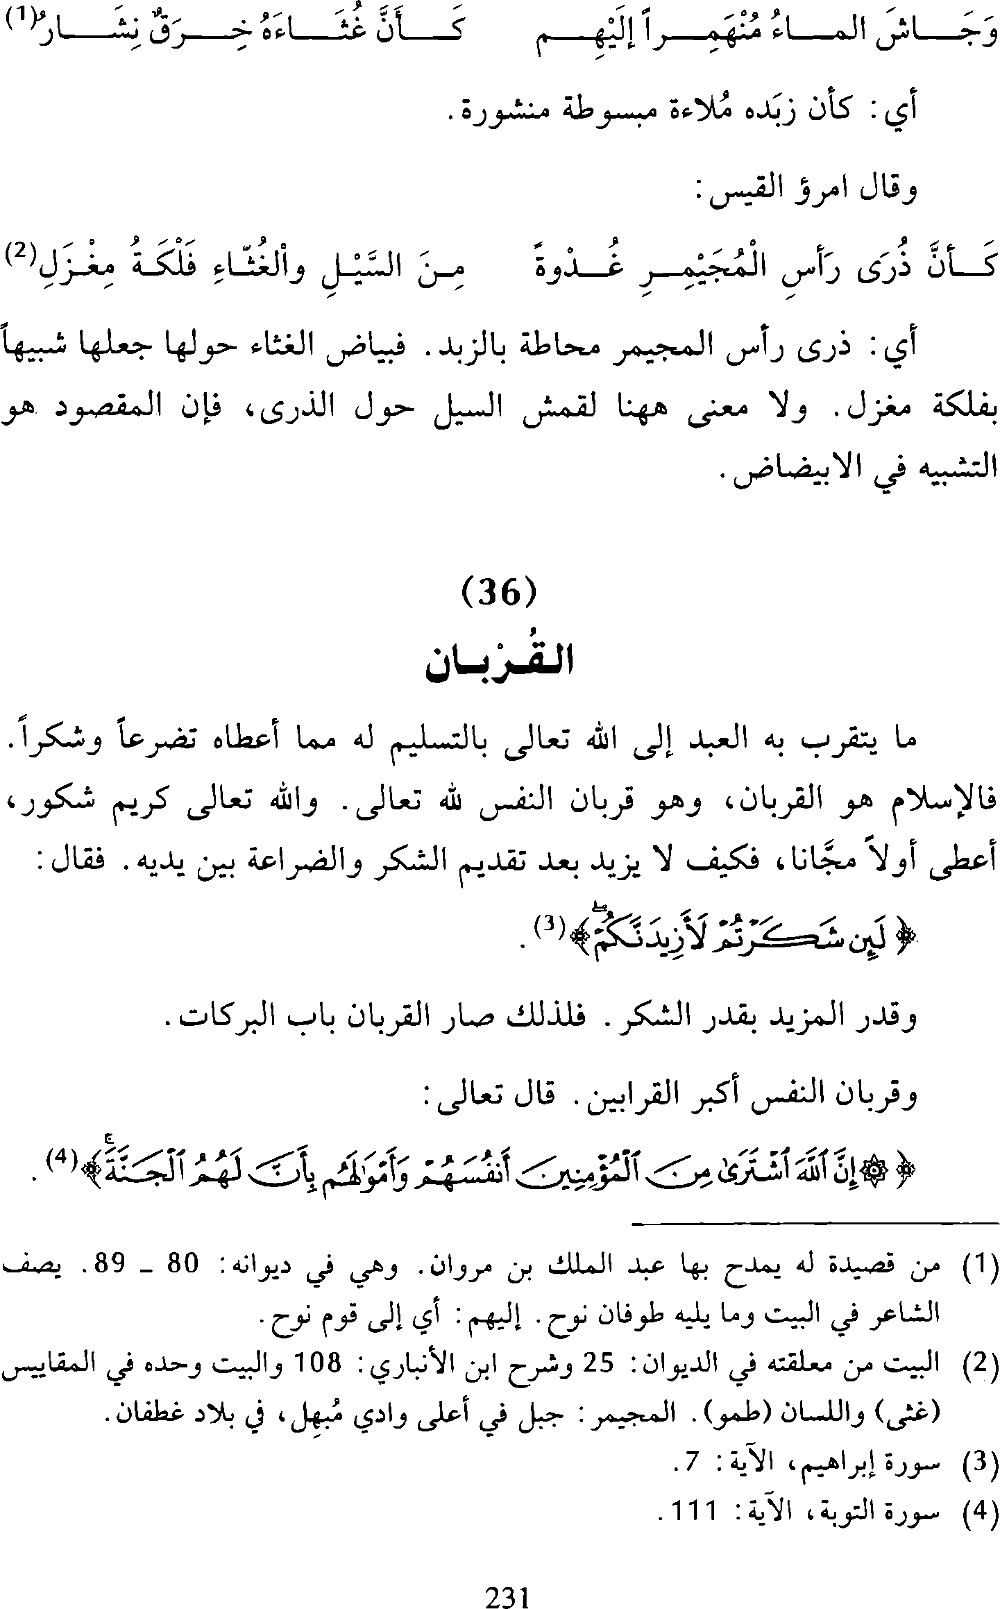 وَجَاشَ الماءُ مُنْهَمِراً إلَيْهِم كَأَنَّ غُثَاءَهُ خِرَقٌ نِشَارُ(1)
أي: كأن زبَده مُلاءة مبسوطة منشورة.
وقال امرؤ القيس:
كَأنَّ ذُرَى رَأسِ الْمُجَيْمِرِ غُدْوةً مِنَ السَّيْلِ والْغُثّاءِ فَلْكَةُ مِغْزَلِ(2)
أي: ذرى رأس المجيمر محاطة بالزبد. فبياض الغثاء حولها جعلها شبيهاً
بفلكة مغزل. ولا معنى ههنا لقمش السيل حول الذرى، فإن المقصود هو
التشبيه في الابيضاض.
(36)
القُرْبان
ما يتقرب به العبد إلى الله تعالى بالتسليم له مما أعطاه تضرعاً وشكراً.
فالإسلام هو القربان، وهو قربان النفس لله تعالى. والله تعالى كريم شكور،
أعطى أولاً مجَّانا، فكيف لا يزيد بعد تقديم الشكر والضراعة بين يديه. فقال:
﴿لَئِن شَكَرْتُمْ لَأَزِيدَنَّكُمْ ۖ﴾(3).
وقدر المزيد بقدر الشكر. فلذلك صار القربان باب البركات.
وقربان النفس أكبر القرابين. قال تعالى:
﴿۞ إِنَّ ٱللَّهَ ٱشْتَرَىٰ مِنَ ٱلْمُؤْمِنِينَ أَنفُسَهُمْ وَأَمْوَٰلَهُم بِأَنَّ لَهُمُ ٱلْجَنَّةَ ۚ﴾(4).
(1) من قصيدة له يمدح بها عبد الملك بن مروان. وهي في ديوانه: 80 _ 89. يصف
الشاعر في البيت وما يليه طوفان نوح. إليهم: أي إلى قوم نوح.
(2) البيت من معلقته في الديوان: 25 وشرح ابن الأنباري: 108 والبيت وحده في المقاييس
(غثى) واللسان (طمو). المجيمر: جبل في أعلى وادي مُبهِل، في بلاد غطفان.
(3) سورة إبراهيم، الآية: 7.
(4) سورة التوبة، الآية: 111.
231